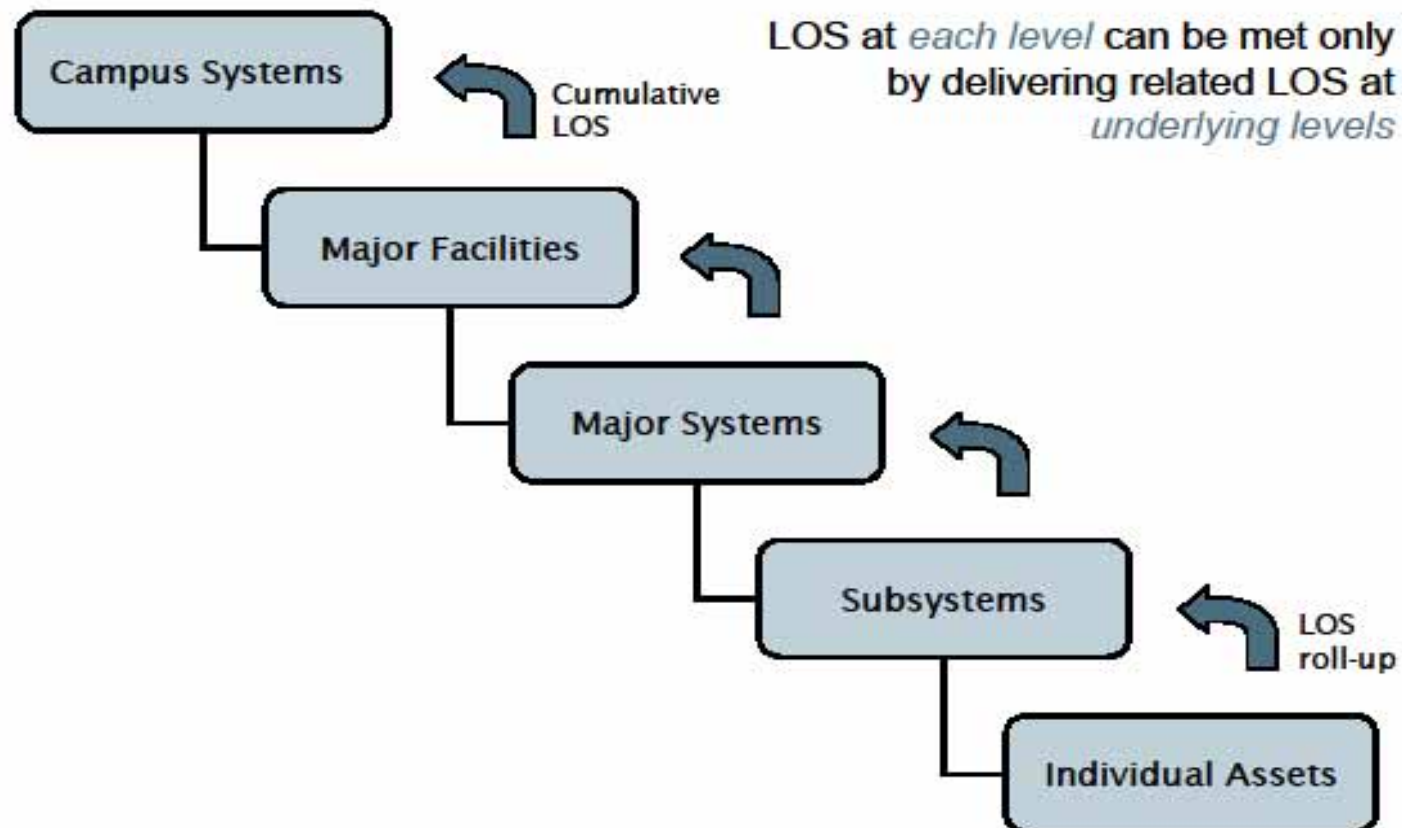 LOS at each level can be met only
by delivering related LOS at
underlying levels
Campus Systems
Cumulative
LOS
Major Facilities
Major Systems
Subsystems
LOS
roll-up
Individual Assets